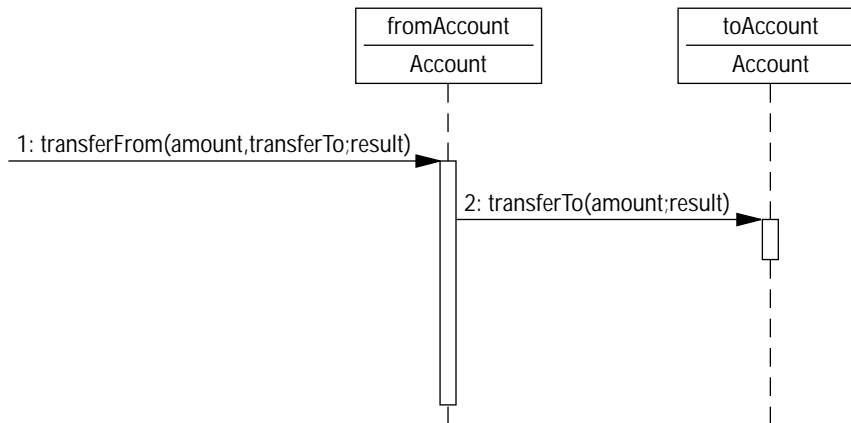 fromAccount
Account
toAccount
Account
1: transferFrom(amount,transferTo;result)
2: transferTo(amount;result)